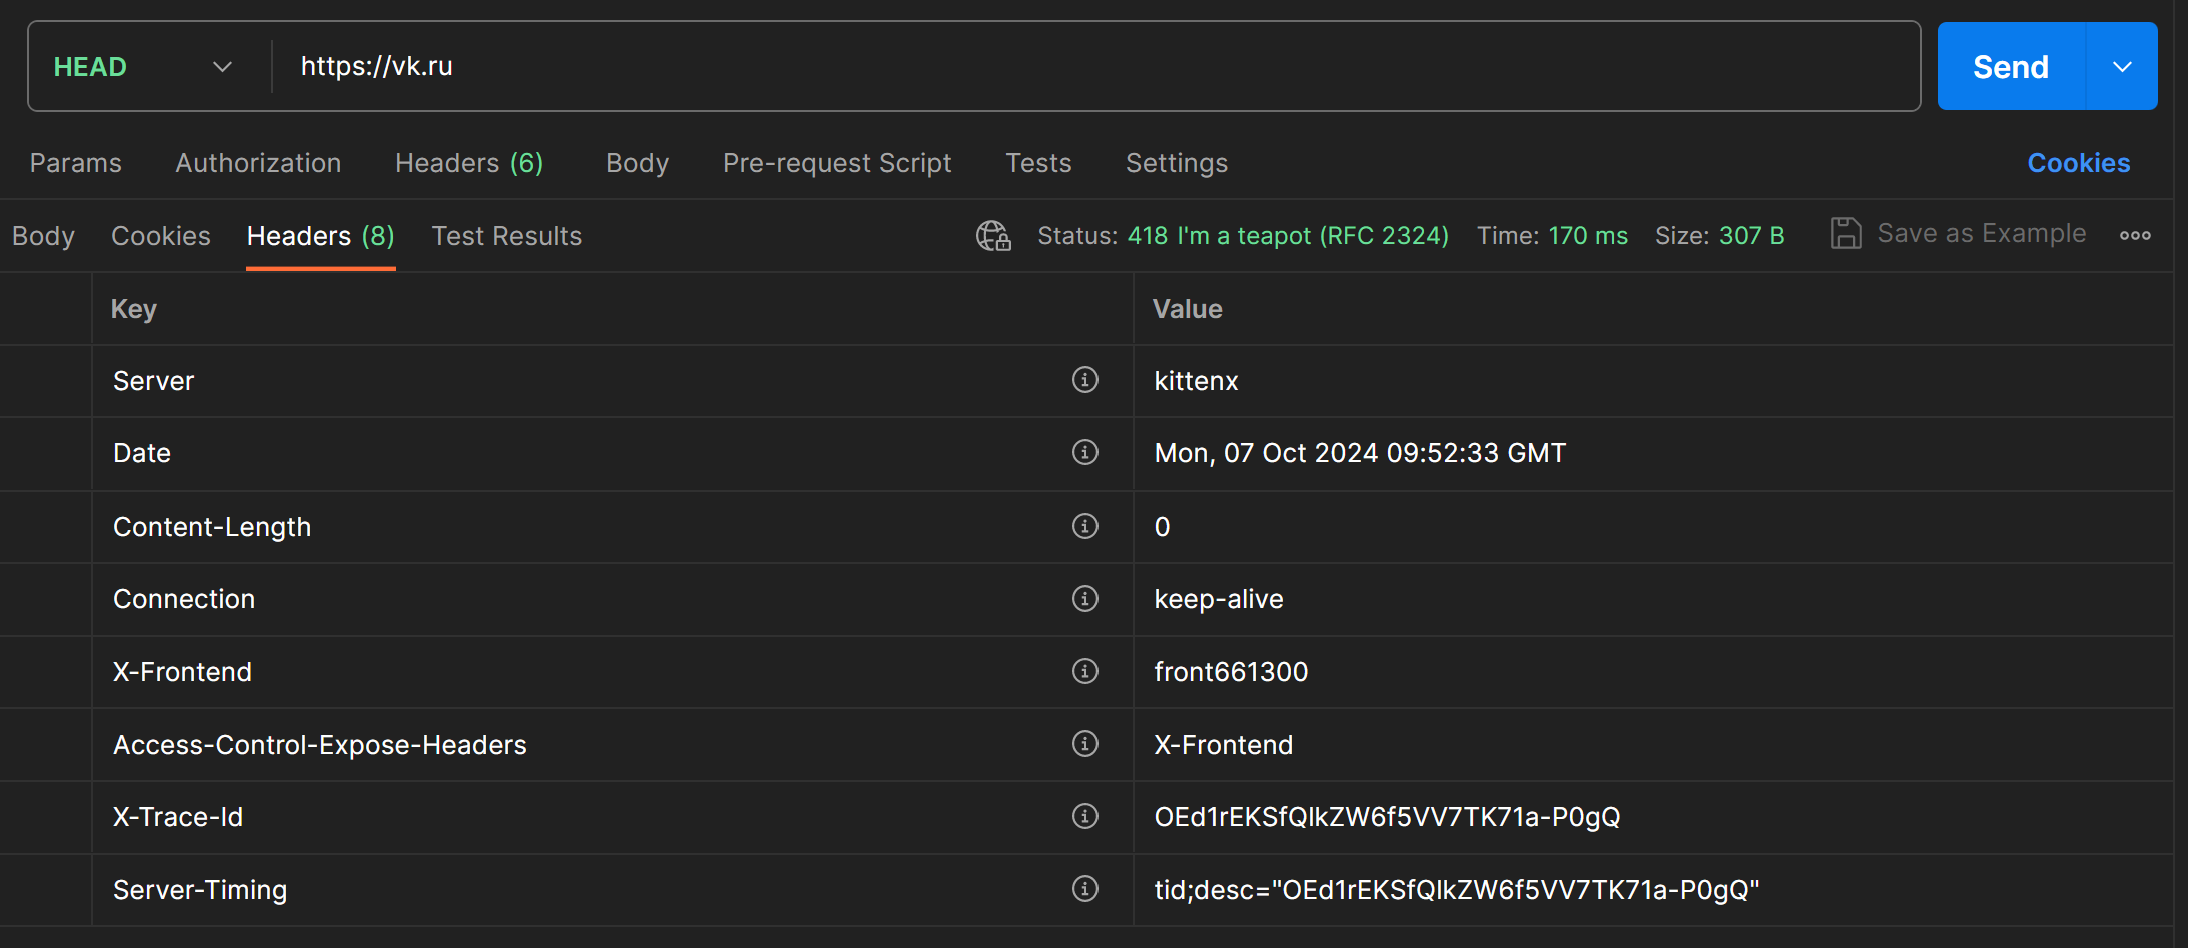 HEAD https://vk.ru Send
Params Authorization Headers (6) Body Pre-request Script Tests Settings Cookies
Body Cookies Headers (8) Test Results Status: 418 I'm a teapot (RFC 2324) Time: 170 ms Size: 307 B Save as Example
Key Value
Server kittenx
Date Mon, 07 Oct 2024 09:52:33 GMT
Content-Length 0
Connection keep-alive
X-Frontend front661300
Access-Control-Expose-Headers X-Frontend
X-Trace-Id OEd1rEKSfQIkZW6f5VV7TK71a-P0gQ
Server-Timing tid;desc="OEd1rEKSfQIkZW6f5VV7TK71a-P0gQ"